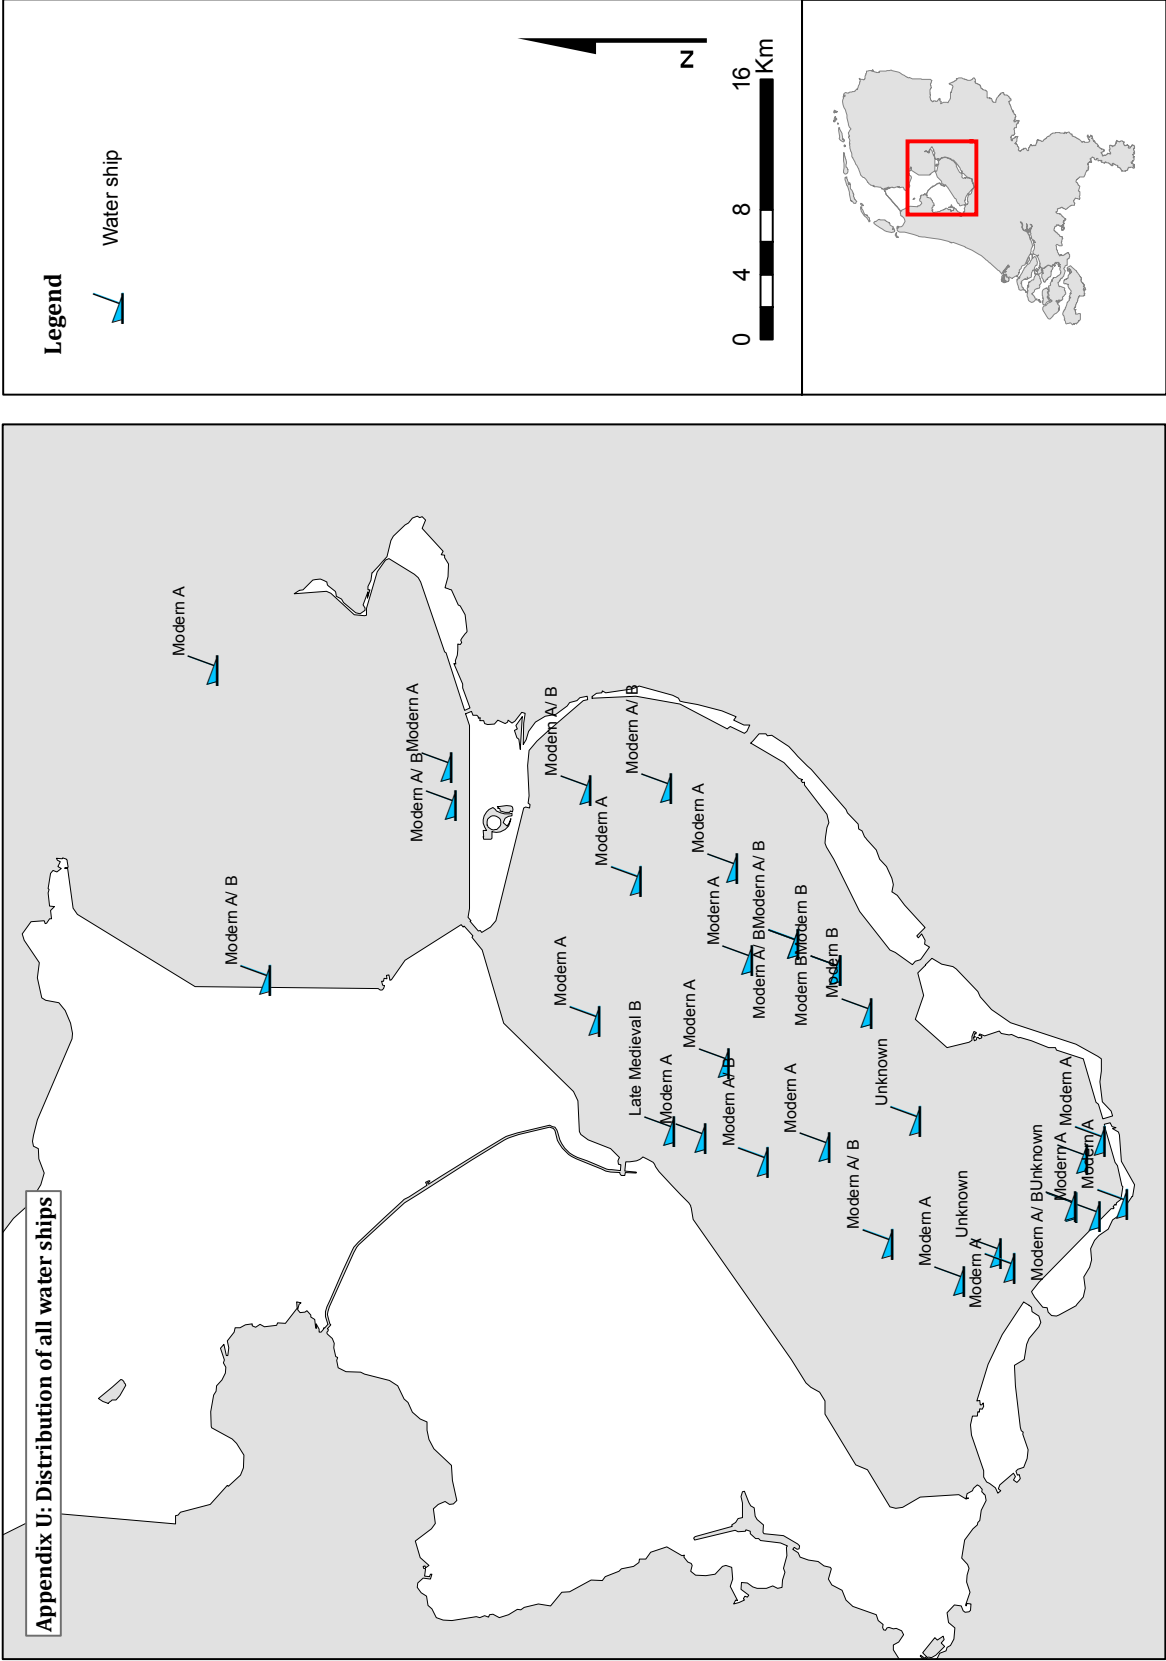 Appendix U: Distribution of all water ships
Modern A
Modern A/ B
Modern A/ B
Modern A
Modern A/ B
Modern A
Modern A
Modern A/ B
Late Medieval B
Modern A
Modern A
Modern A
Modern A
Modern A/ B
Modern A/ B
Modern A/ B
Modern A
Modern B
Modern B
Modern B
Modern A/ B
Unknown
Modern A
Unknown
Modern A
Modern A/ B
Unknown
Modern A
Modern A
Modern A
Legend
Water ship
N
0 4 8 16
Km